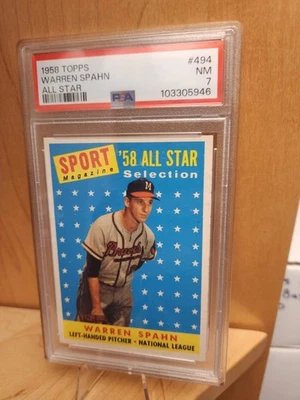 1958 TOPPS #494
WARREN SPAHN NM
ALL STAR PSA 7
103305946
SPORT
Magazine
'58 ALL STAR
Selection
M
Braves
WARREN SPAHN
LEFT-HANDED PITCHER - NATIONAL LEAGUE